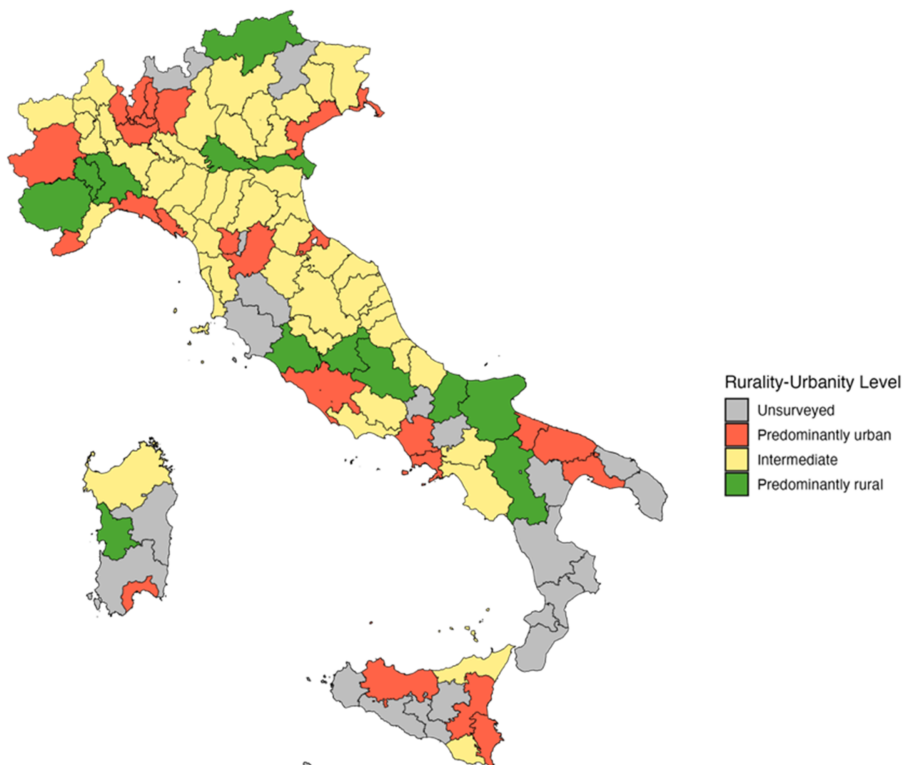 Rurality-Urbanity Level
Unsurveyed
Predominantly urban
Intermediate
Predominantly rural